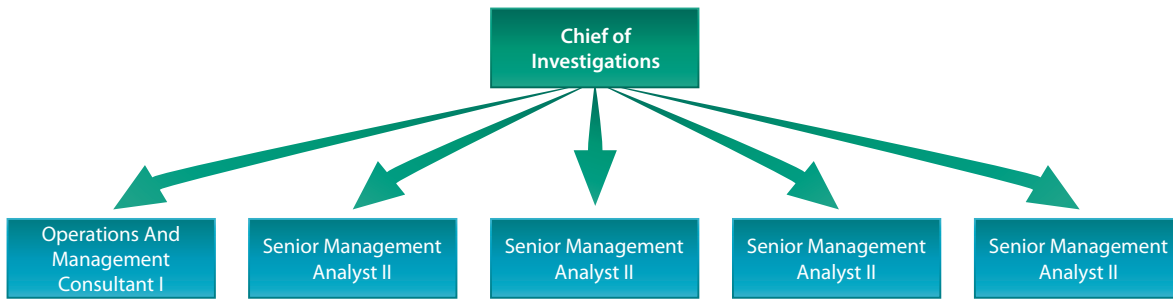 Chief of
Investigations
Operations And
Management
Consultant I
Senior Management
Analyst II
Senior Management
Analyst II
Senior Management
Analyst II
Senior Management
Analyst II